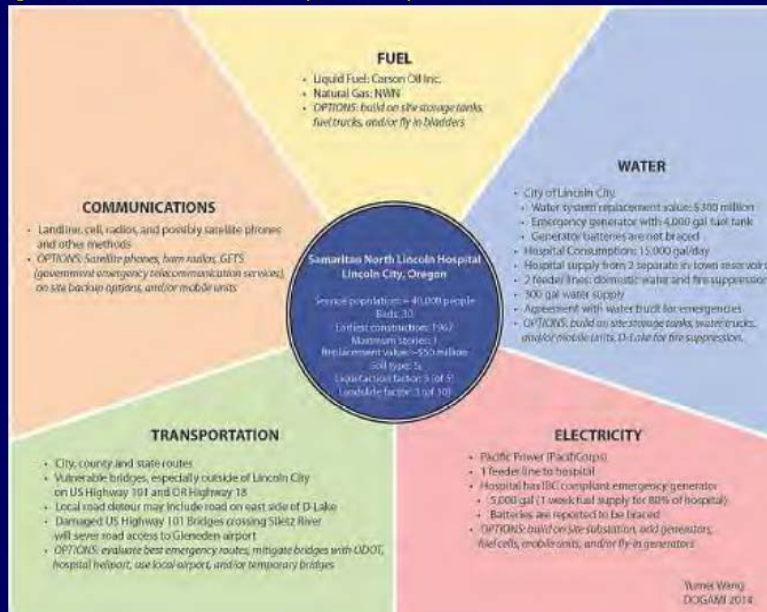 FUEL
• Liquid Fuel: Carson Oil Inc.
• Natural Gas: NWN
• OPTIONS: build on site storage tanks,
fuel trucks, and/or fly in bladders
WATER
• City of Lincoln City
• Water system replacement value: $300 million
• Emergency generator with 4,000 gal fuel tank
• Generator batteries are not braced
• Hospital Consumption: 15,000 gal/day
• Hospital supply from 2 separate in town reservoirs
• 2 feeder lines: domestic water and fire suppression
• 300 gal water supply
• Agreement with water truck for emergencies
• OPTIONS: build on site storage tanks, water trucks,
and/or mobile units, D-Lake for fire suppression.
COMMUNICATIONS
• Landline, cell, radios, and possibly satellite phones
and other methods
• OPTIONS: Satellite phones, ham radios, GETS
(government emergency telecommunication services),
on site backup options, and/or mobile units
Samaritan North Lincoln Hospital
Lincoln City, Oregon
Service population: ~ 40,000 people
Beds: 30
Earliest construction: 1967
Maximum stories: 1
Replacement value: ~$50 million
Soil type:
Liquefaction factor: 5 (of 5)
Landslide factor: (of 10)
TRANSPORTATION
• City, county and state routes
• Vulnerable bridges, especially outside of Lincoln City
on US Highway 101 and OR Highway 18
• Local road detour may include road on east side of D-Lake
• Damaged US Highway 101 Bridges crossing Siletz River
will sever road access to Gleneden airport
• OPTIONS: evaluate best emergency routes, mitigate bridges with ODOT,
hospital heliport, use local airport, and/or temporary bridges
ELECTRICITY
• Pacific Power (PacifiCorps)
• 1 feeder line to hospital
• Hospital has IBC compliant emergency generator
• 5,000 gal (1 week fuel supply for 80% of hospital)
• Batteries are reported to be braced
• OPTIONS: build on site substation, add generators,
fuel cells, mobile units, and/or fly-in generators
Yumei Wang
DOGAMI 2014